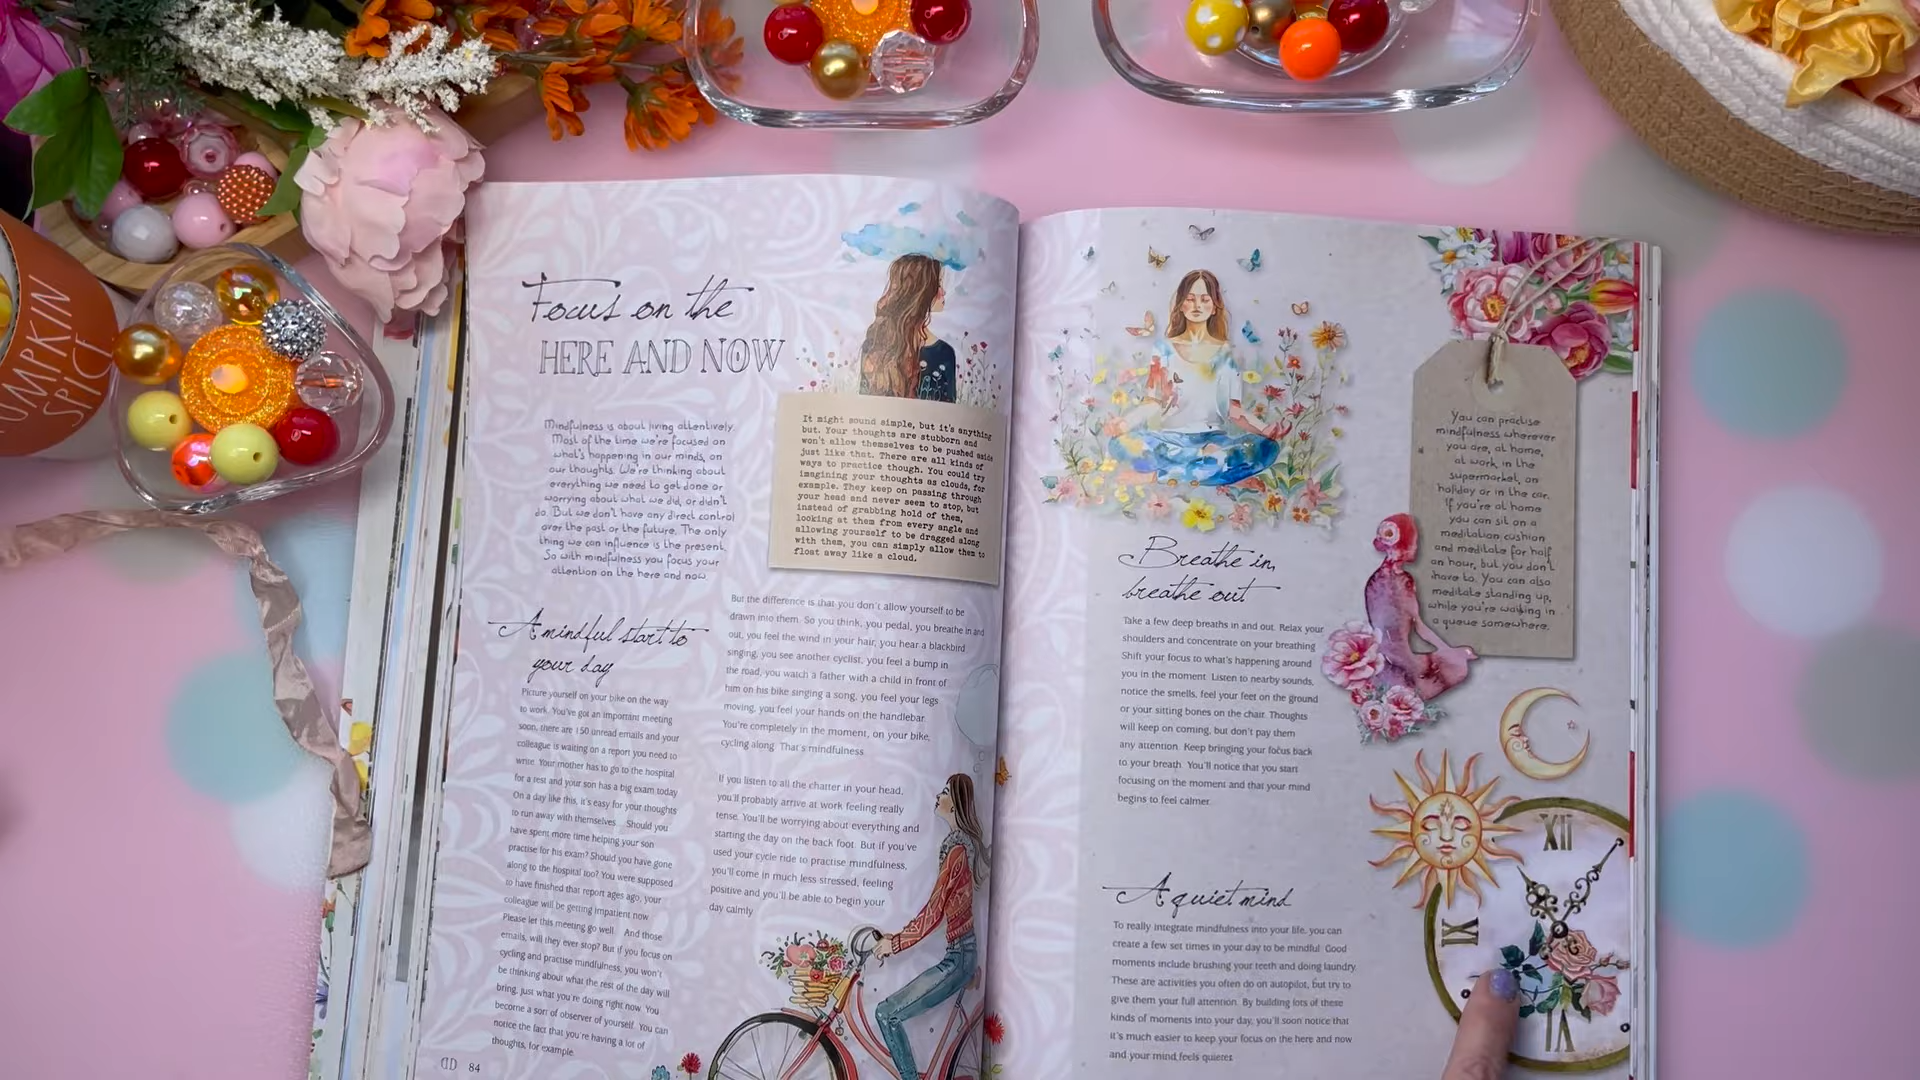 PUMPKIN
SPICE
Focus on the
HERE AND NOW
Mindfulness is about living attentively.
Most of the time we're focused on
what's happening in our minds, on
our thoughts. We're thinking about
everything we need to get done or
worrying about what we did, or didn't
do. But we don't have any direct control
over the past or the future. The only
thing we can influence is the present.
So with mindfulness you focus your
attention on the here and now.
It might sound simple, but it's anything
but. Your thoughts are stubborn and
won't allow themselves to be pushed aside
just like that. There are all kinds of
ways to practice though. You could try
imagining your thoughts as clouds, for
example. They keep on passing through
your head and never seem to stop, but
instead of grabbing hold of them,
looking at them from every angle and
allowing yourself to be dragged along
with them, you can simply allow them to
float away like a cloud.
A mindful start to
your day
Picture yourself on your bike on the way
to work. You've got an important meeting
soon, there are 150 unread emails and your
colleague is waiting on a report you need to
write. Your mother has to go to the hospital
for a test and your son has a big exam today.
On a day like this, it's easy for your thoughts
to run away with themselves... Should you
have spent more time helping your son
practise for his exam? Should you have gone
along to the hospital too? You were supposed
to have finished that report ages ago, your
colleague will be getting impatient now.
Please let this meeting go well. And those
emails, will they ever stop? But if you focus on
cycling and practise mindfulness, you won't
be thinking about what the rest of the day will
bring, just what you're doing right now. You
become a sort of observer of yourself. You can
notice the fact that you're having a lot of
thoughts, for example.
But the difference is that you don't allow yourself to be
drawn into them. So you think, you pedal, you breathe in and
out, you feel the wind in your hair, you hear a blackbird
singing, you see another cyclist, you feel a bump in
the road, you watch a father with a child in front of
him on his bike singing a song, you feel your legs
moving, you feel your hands on the handlebar.
You're completely in the moment, on your bike,
cycling along. That's mindfulness.
If you listen to all the chatter in your head,
you'll probably arrive at work feeling really
tense. You'll be worrying about everything and
starting the day on the back foot. But if you've
used your cycle ride to practise mindfulness,
you'll come in much less stressed, feeling
positive and you'll be able to begin your
day calmly.
84
Breathe in,
breathe out
Take a few deep breaths in and out. Relax your
shoulders and concentrate on your breathing.
Shift your focus to what's happening around
you in the moment. Listen to nearby sounds,
notice the smells, feel your feet on the ground
or your sitting bones on the chair. Thoughts
will keep on coming, but don't pay them
any attention. Keep bringing your focus back
to your breath. You'll notice that you start
focusing on the moment and that your mind
begins to feel calmer.
A quiet mind
To really integrate mindfulness into your life, you can
create a few set times in your day to be mindful. Good
moments include brushing your teeth and doing laundry.
These are activities you often do on autopilot, but try to
give them your full attention. By building lots of these
kinds of moments into your day, you'll soon notice that
it's much easier to keep your focus on the here and now
and your mind feels quieter.
You can practise
mindfulness wherever
you are, at home,
at work, in the
supermarket, on
holiday or in the car.
If you're at home
you can sit on a
meditation cushion
and meditate for half
an hour, but you don't
have to. You can also
meditate standing up,
while you're waiting in
a queue somewhere.
XII
IX
VI